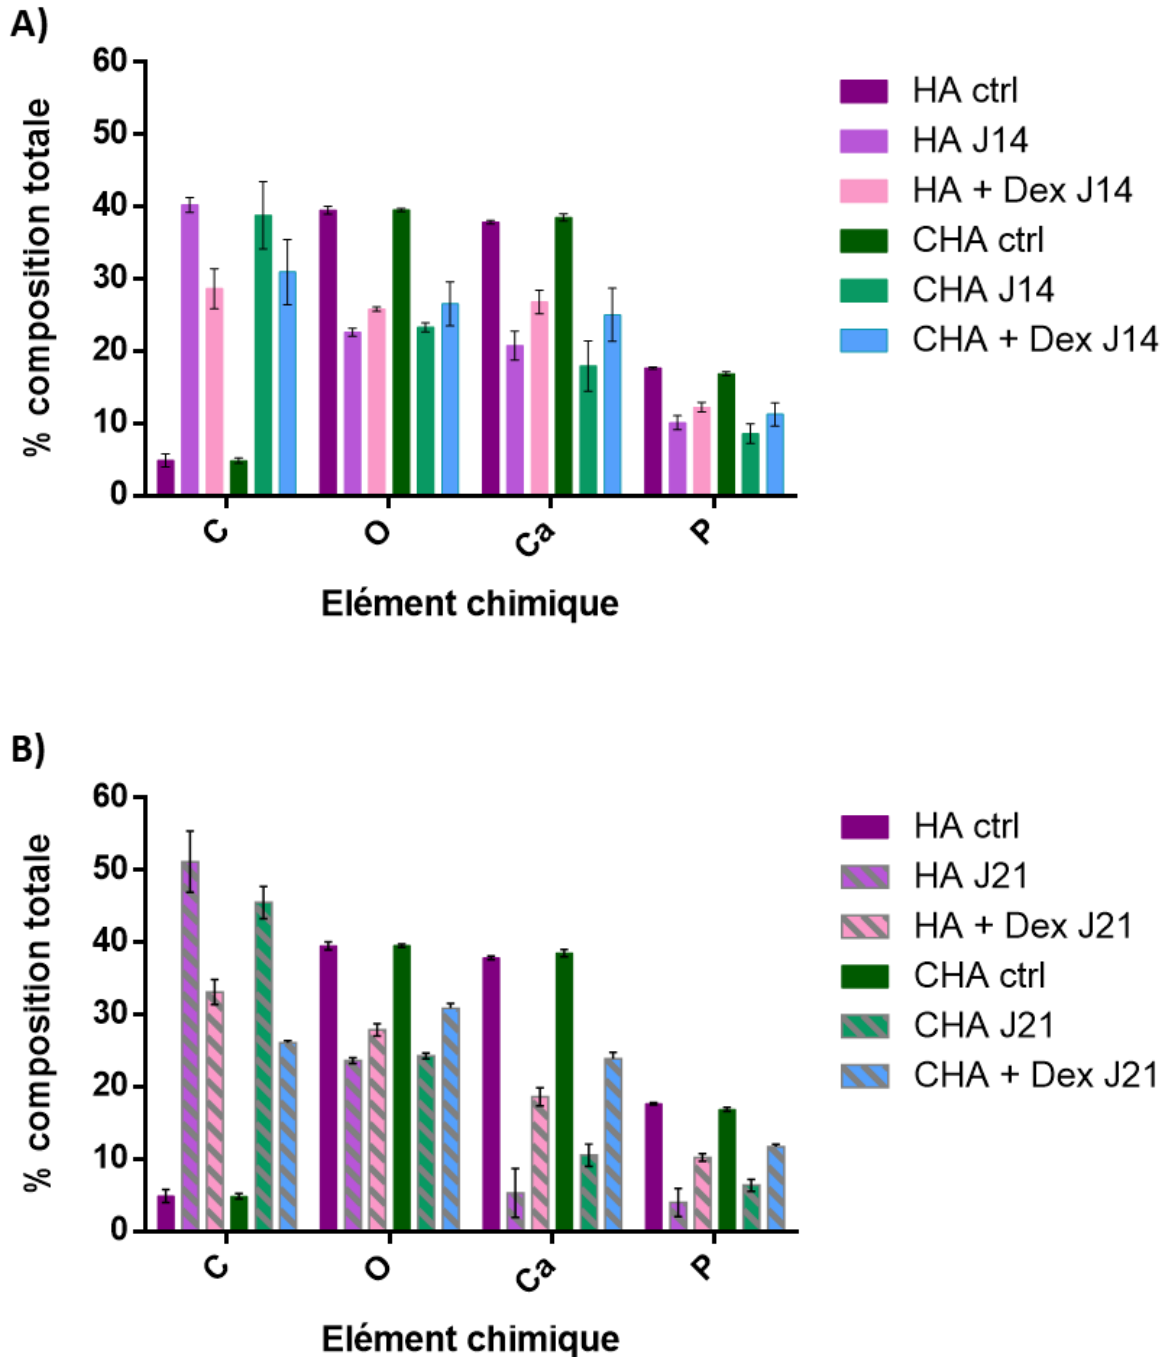 A)
% composition totale
60
50
40
30
20
10
0
C
O
Ca
P
Elément chimique
HA ctrl
HA J14
HA + Dex J14
CHA ctrl
CHA J14
CHA + Dex J14
B)
% composition totale
60
50
40
30
20
10
0
C
O
Ca
P
Elément chimique
HA ctrl
HA J21
HA + Dex J21
CHA ctrl
CHA J21
CHA + Dex J21